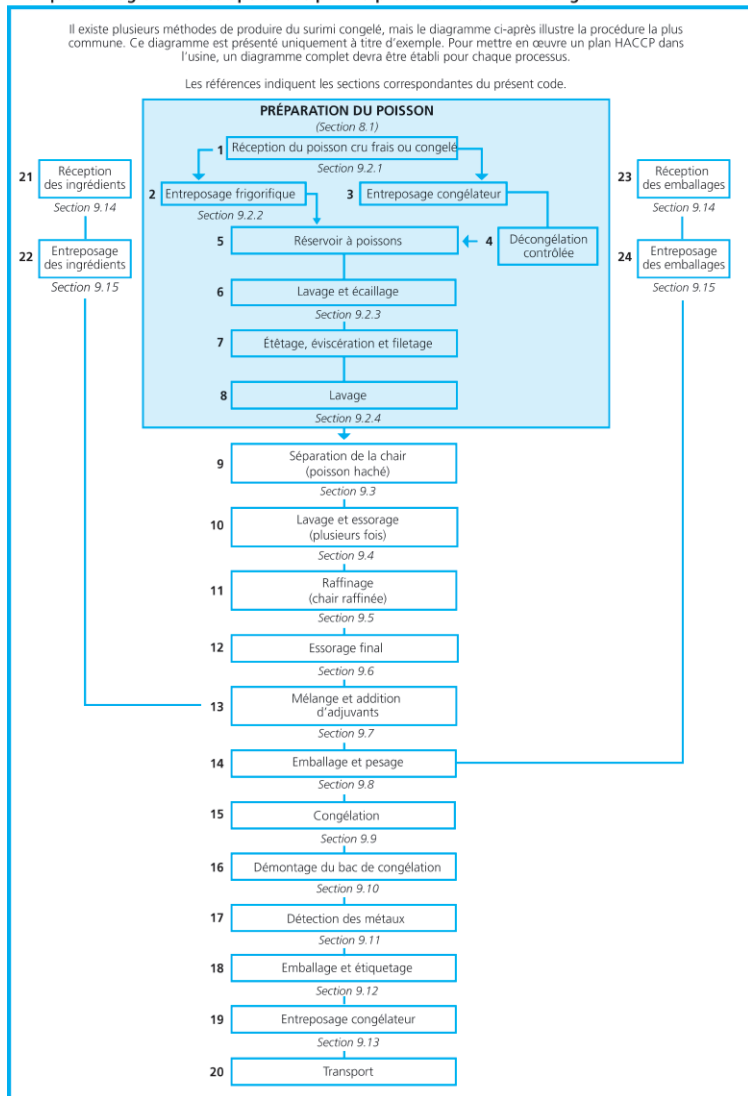 Il existe plusieurs méthodes de produire du surimi congelé, mais le diagramme ci-après illustre la procédure la plus
commune. Ce diagramme est présenté uniquement à titre d'exemple. Pour mettre en œuvre un plan HACCP dans
l'usine, un diagramme complet devra être établi pour chaque processus.
Les références indiquent les sections correspondantes du présent code.
PRÉPARATION DU POISSON
(Section 8.1)
1 Réception du poisson cru frais ou congelé
Section 9.2.1
21 Réception
des ingrédients
Section 9.14
22 Entreposage
des ingrédients
Section 9.15
23 Réception
des emballages
Section 9.14
24 Entreposage
des emballages
Section 9.15
2 Entreposage frigorifique
Section 9.2.2
3 Entreposage congélateur
4 Décongélation
contrôlée
5 Réservoir à poissons
6 Lavage et écaillage
Section 9.2.3
7 Étêtage, éviscération et filetage
8 Lavage
Section 9.2.4
9 Séparation de la chair
(poisson haché)
Section 9.3
10 Lavage et essorage
(plusieurs fois)
Section 9.4
11 Raffinage
(chair raffinée)
Section 9.5
12 Essorage final
Section 9.6
13 Mélange et addition
d'adjuvants
Section 9.7
14 Emballage et pesage
Section 9.8
15 Congélation
Section 9.9
16 Démontage du bac de congélation
Section 9.10
17 Détection des métaux
Section 9.11
18 Emballage et étiquetage
Section 9.12
19 Entreposage congélateur
Section 9.13
20 Transport